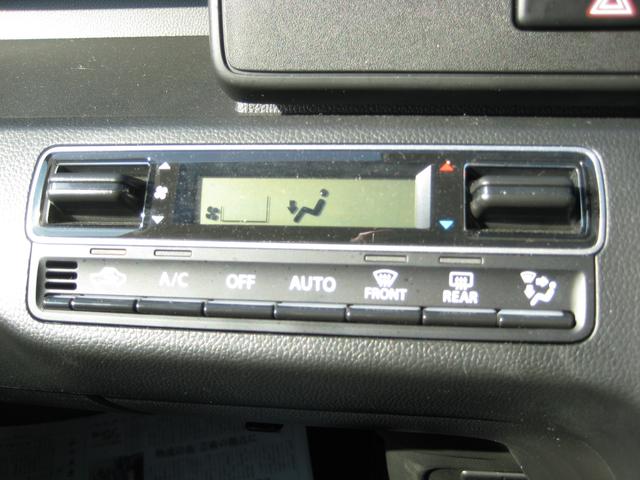 A/C OFF AUTO FRONT REAR